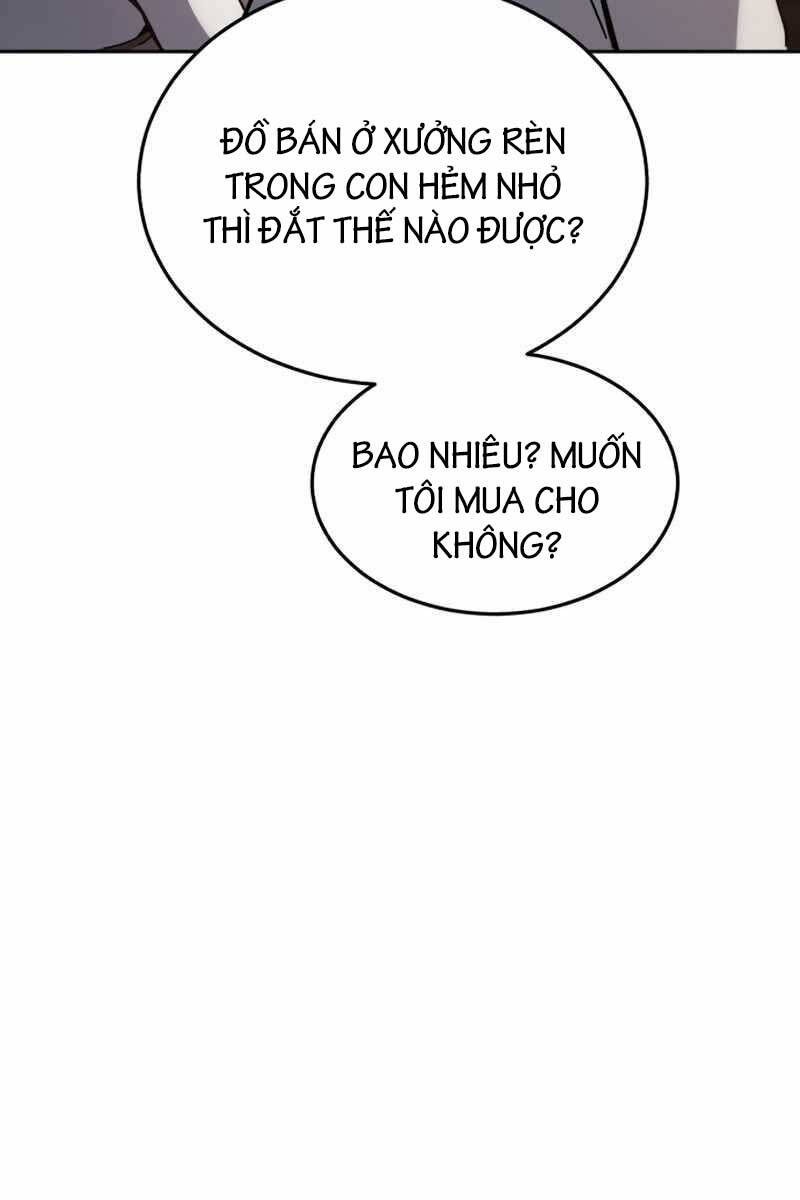 ĐỒ BÁN Ở XƯỞNG RÈN
TRONG CON HẺM NHỎ
THÌ ĐẮT THẾ NÀO ĐƯỢC?
BAO NHIÊU? MUỐN
TÔI MUA CHO
KHÔNG?